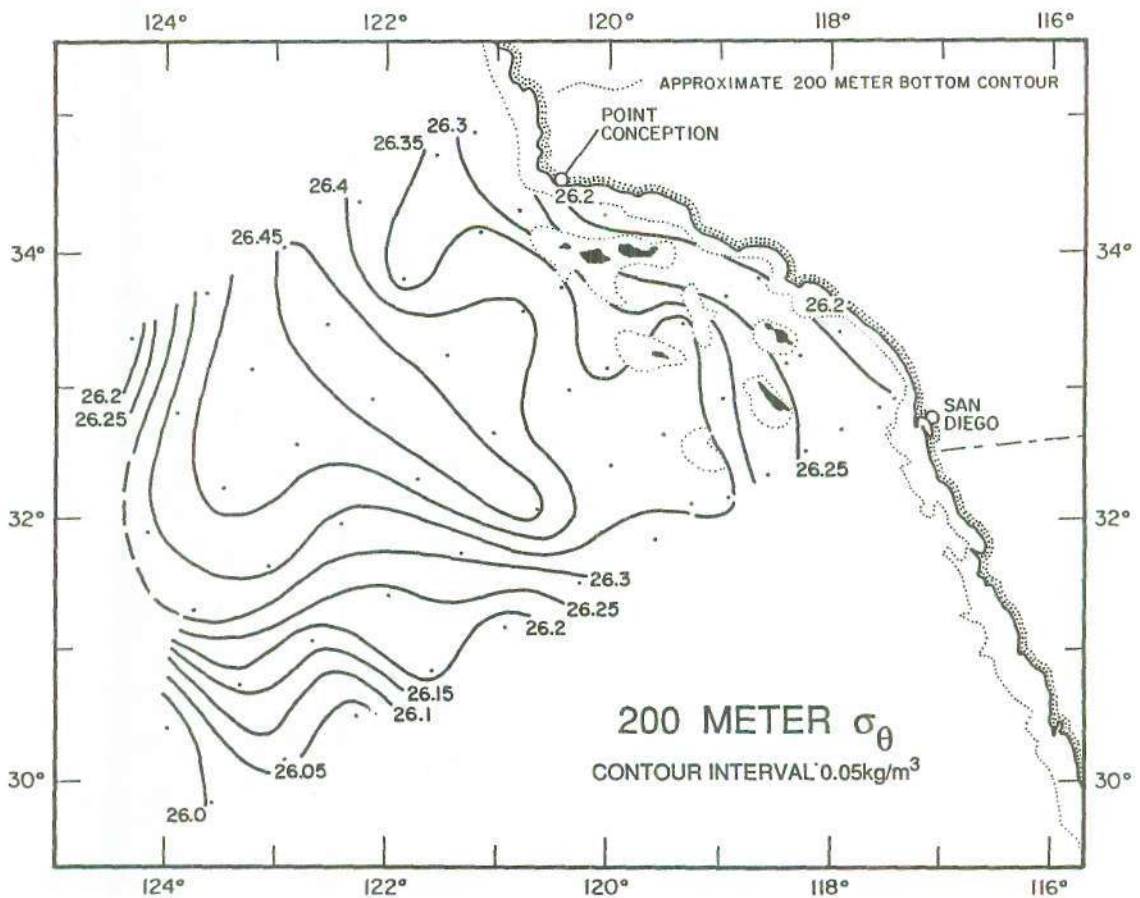 124° 122° 120° 118° 116°
APPROXIMATE 200 METER BOTTOM CONTOUR
POINT
CONCEPTION
26.3
26.35
26.4
26.2
26.45
34° 34°
26.2
26.2
26.25
SAN
DIEGO
26.25
32° 32°
26.3
26.25
26.2
26.15
26.1
26.05
26.0
200 METER σθ
CONTOUR INTERVAL 0.05kg/m³
30° 30°
124° 122° 120° 118° 116°